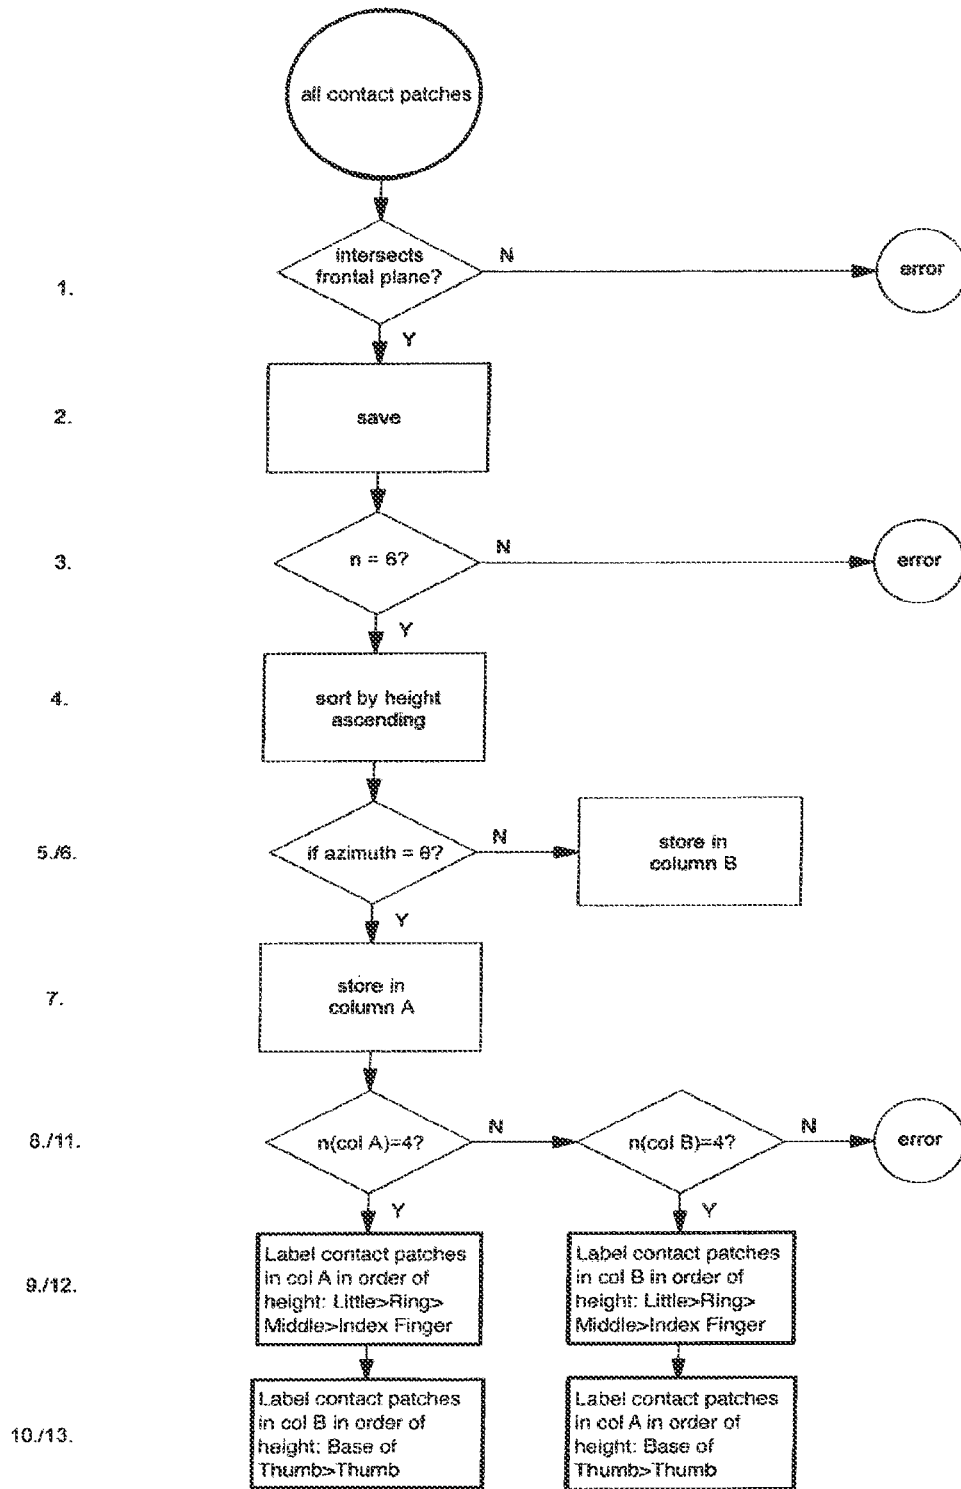 all contact patches
intersects
frontal plane?
N
error
1.
Y
2.
save
3.
n = 6?
N
error
Y
4.
sort by height
ascending
5./6.
if azimuth = θ?
N
store in
column B
Y
7.
store in
column A
8./11.
n(col A)=4?
N
n(col B)=4?
N
error
Y
Y
9./12.
Label contact patches
in col A in order of
height: Little>Ring>
Middle>Index Finger
Label contact patches
in col B in order of
height: Little>Ring>
Middle>Index Finger
10./13.
Label contact patches
in col B in order of
height: Base of
Thumb>Thumb
Label contact patches
in col A in order of
height: Base of
Thumb>Thumb